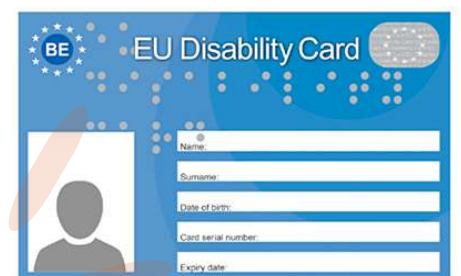 BE
EU Disability Card
Name:
Surname:
Date of birth:
Card serial number:
Expiry date: